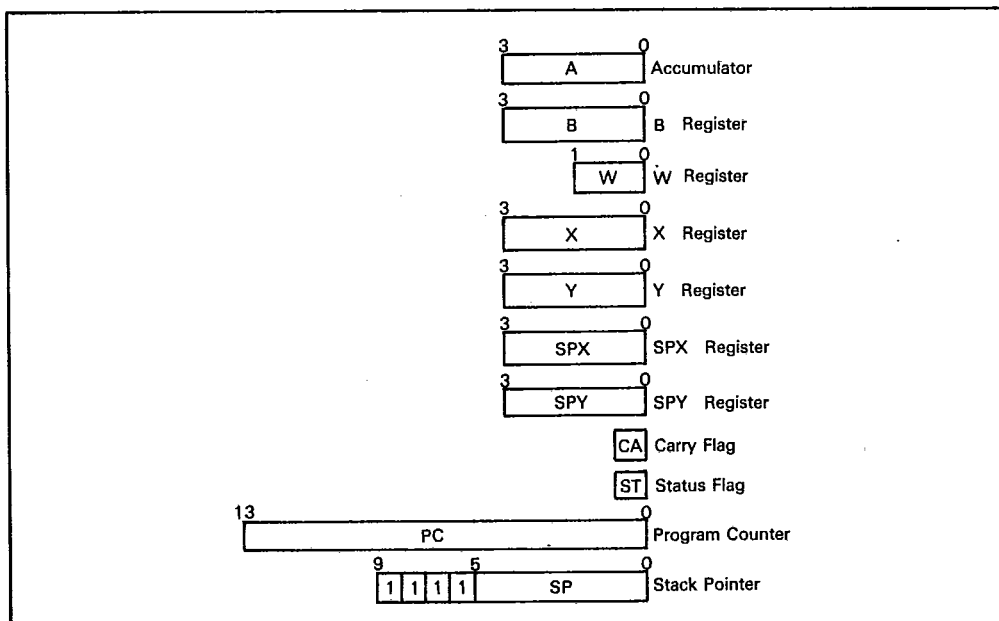 3 0
A Accumulator
3 0
B B Register
1 0
W W Register
3 0
X X Register
3 0
Y Y Register
3 0
SPX SPX Register
3 0
SPY SPY Register
CA Carry Flag
ST Status Flag
13 0
PC Program Counter
9 5 0
1 1 1 1 SP Stack Pointer